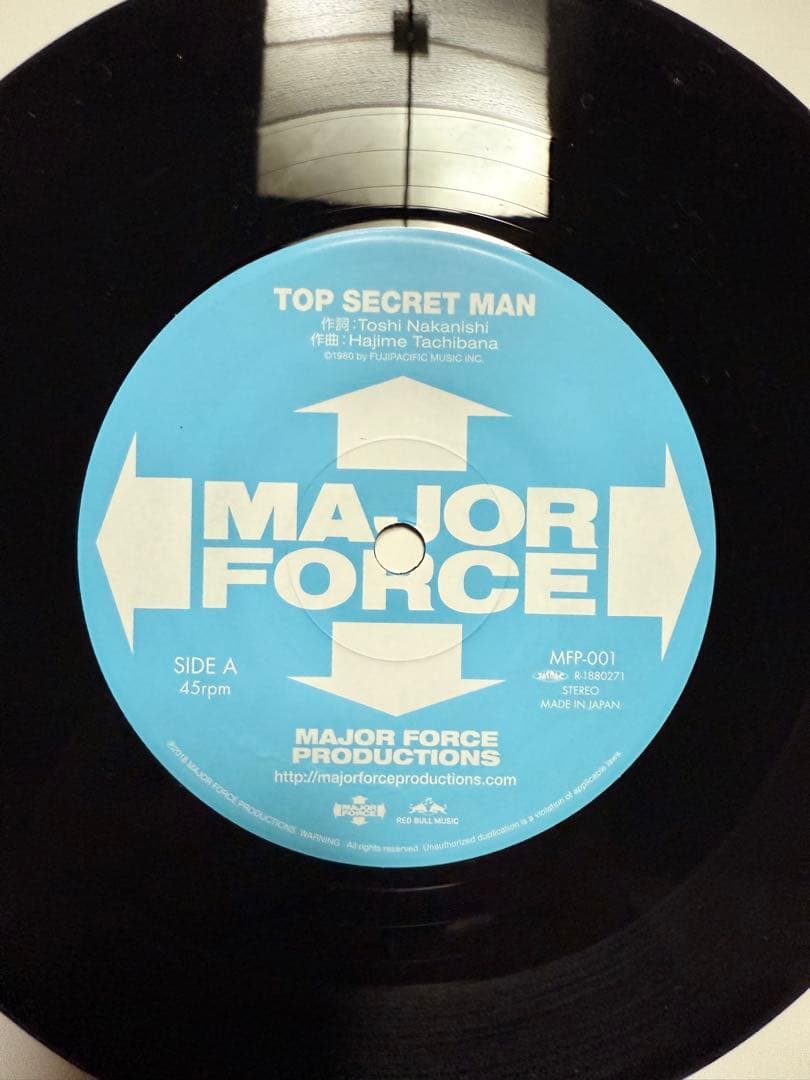 TOP SECRET MAN
作詞:Toshi Nakanishi
作曲:Hajime Tachibana
©1980 by FUJIPACIFIC MUSIC INC.
MAJOR
FORCE
SIDE A
45rpm
MFP-001
R-1880271
STEREO
MADE IN JAPAN
MAJOR FORCE
PRODUCTIONS
http://majorforceproductions.com
MAJOR
FORCE
RED BULL MUSIC
℗2018 MAJOR FORCE PRODUCTIONS. WARNING : All rights reserved. Unauthorized duplication is a violation of applicable laws.